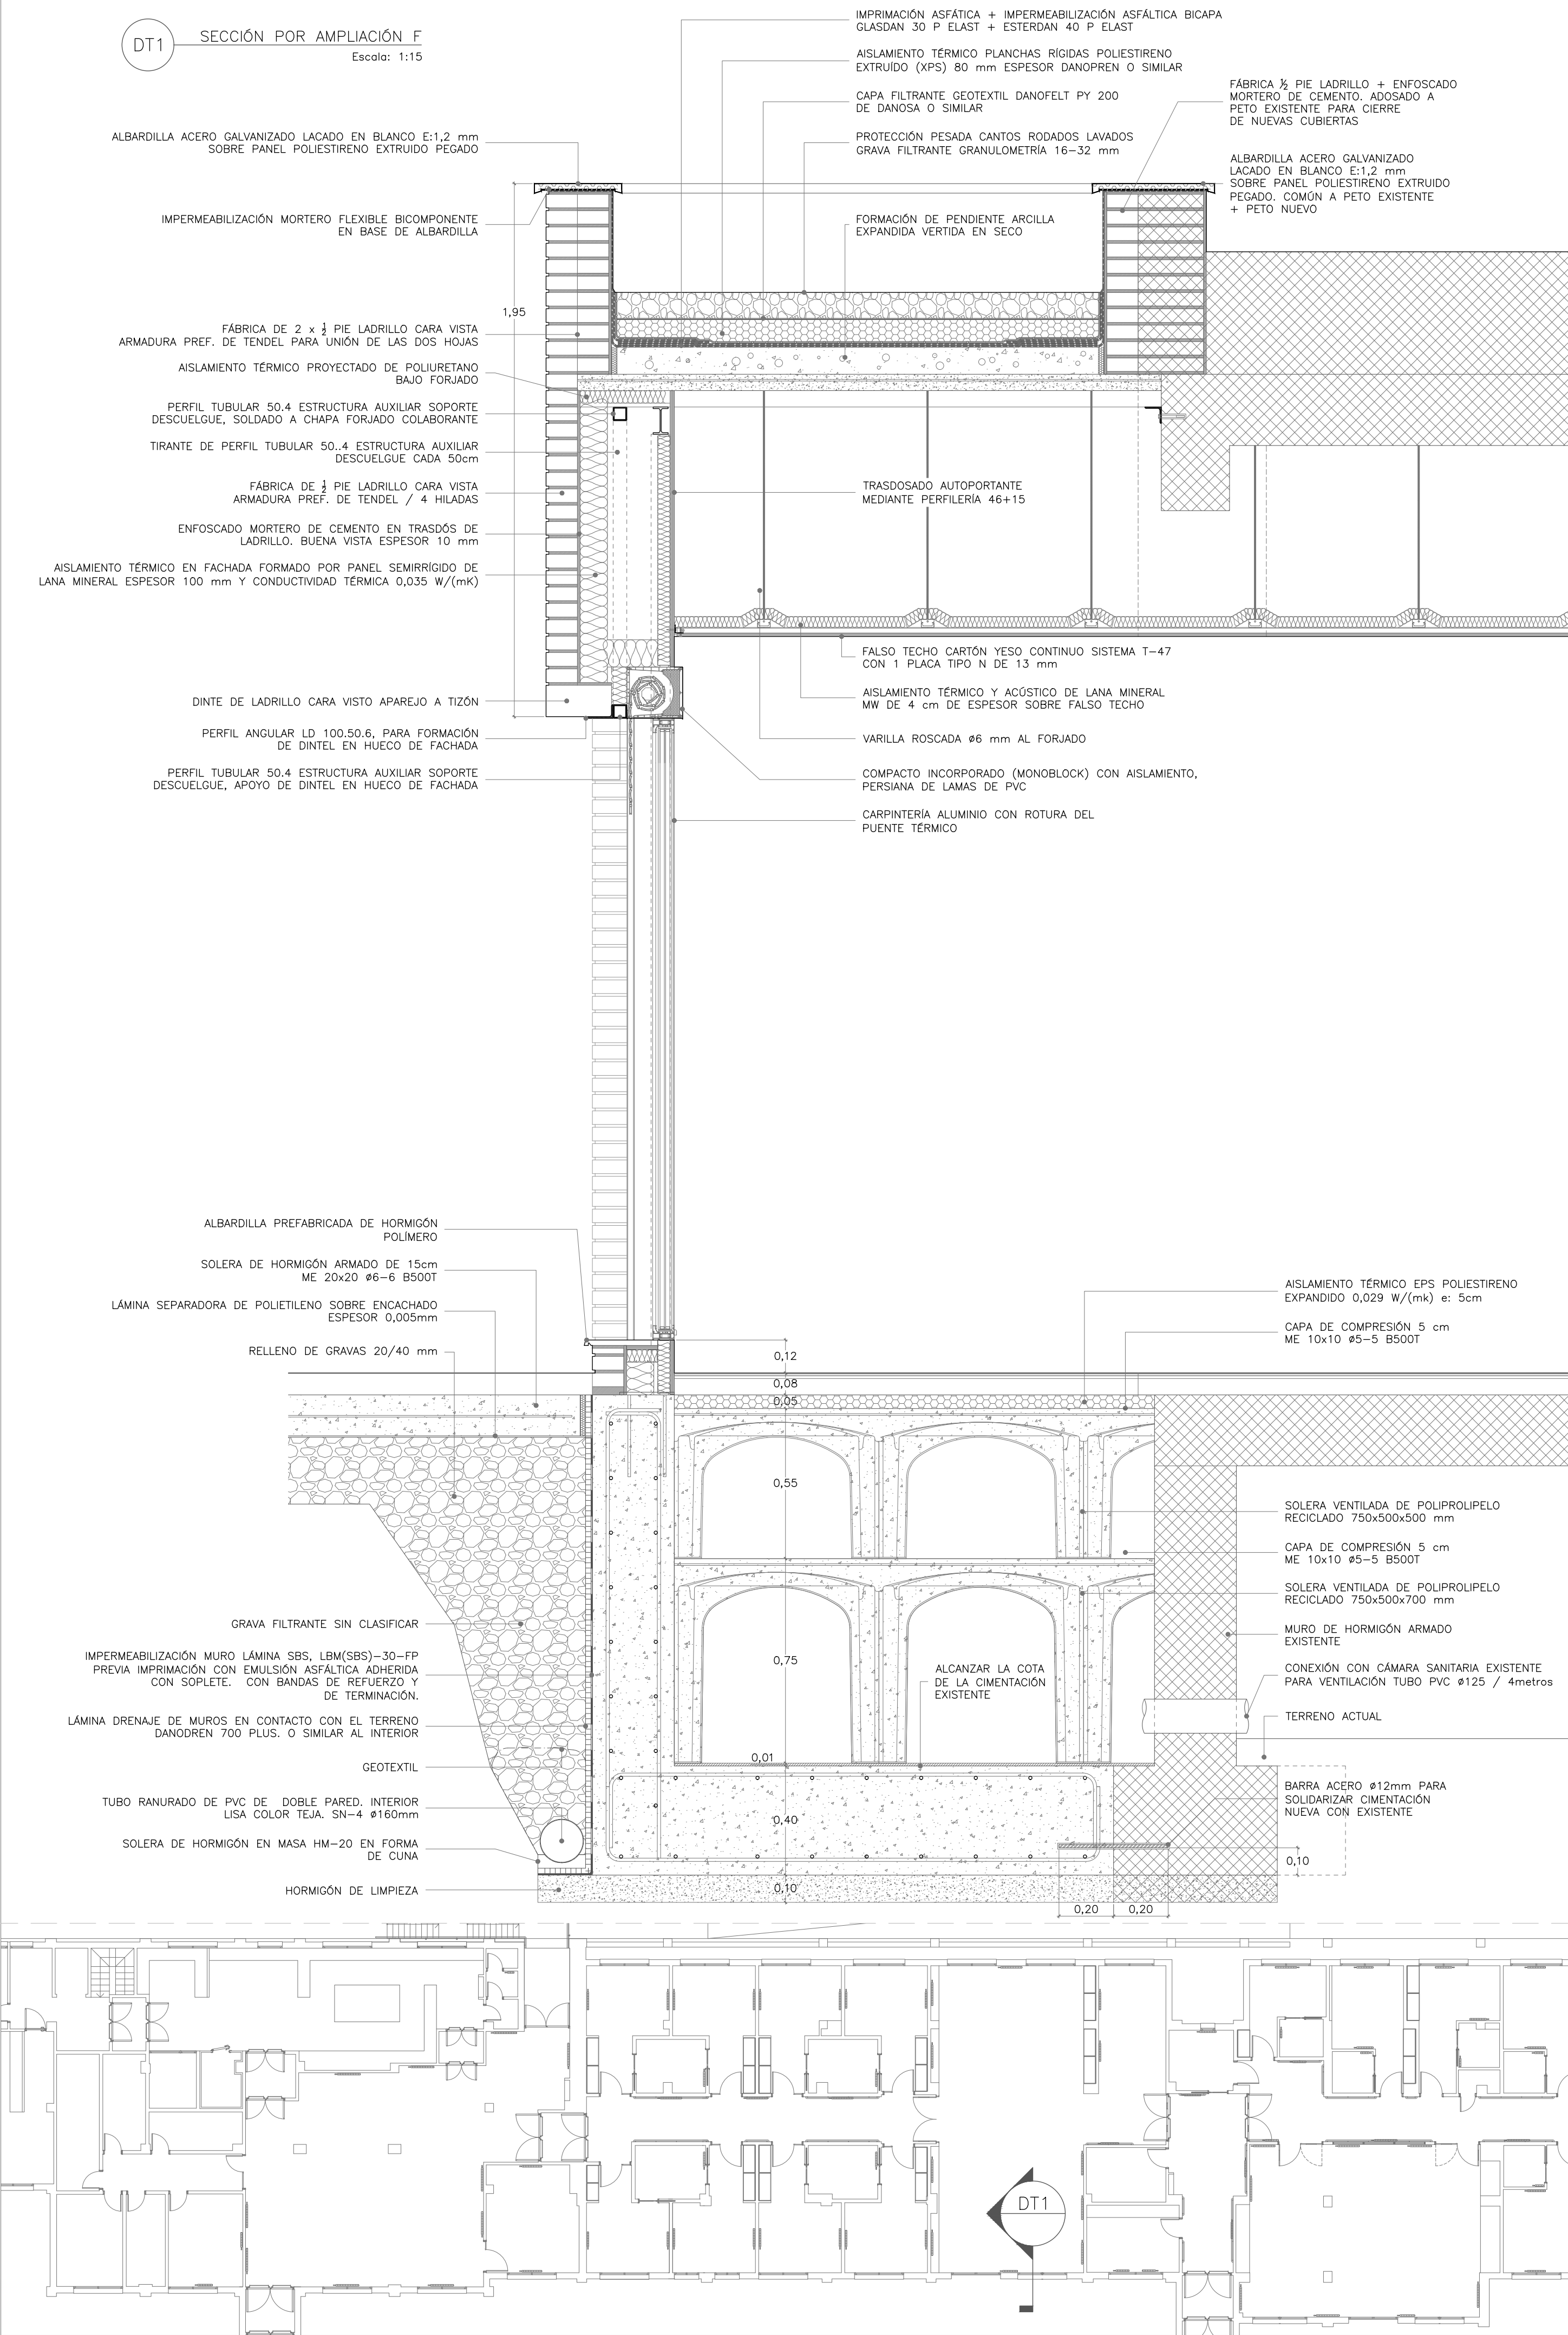 DT1
SECCIÓN POR AMPLIACIÓN F
Escala: 1:15
IMPRIMACIÓN ASFÁTICA + IMPERMEABILIZACIÓN ASFÁLTICA BICAPA
GLASDAN 30 P ELAST + ESTERDAN 40 P ELAST
AISLAMIENTO TÉRMICO PLANCHAS RÍGIDAS POLIESTIRENO
EXTRUÍDO (XPS) 80 mm ESPESOR DANOPREN O SIMILAR
CAPA FILTRANTE GEOTEXTIL DANOFELT PY 200
DE DANOSA O SIMILAR
PROTECCIÓN PESADA CANTOS RODADOS LAVADOS
GRAVA FILTRANTE GRANULOMETRÍA 16-32 mm
FORMACIÓN DE PENDIENTE ARCILLA
EXPANDIDA VERTIDA EN SECO
FÁBRICA ½ PIE LADRILLO + ENFOSCADO
MORTERO DE CEMENTO. ADOSADO A
PETO EXISTENTE PARA CIERRE
DE NUEVAS CUBIERTAS
ALBARDILLA ACERO GALVANIZADO
LACADO EN BLANCO E:1,2 mm
SOBRE PANEL POLIESTIRENO EXTRUIDO
PEGADO. COMÚN A PETO EXISTENTE
+ PETO NUEVO
ALBARDILLA ACERO GALVANIZADO LACADO EN BLANCO E:1,2 mm
SOBRE PANEL POLIESTIRENO EXTRUIDO PEGADO
IMPERMEABILIZACIÓN MORTERO FLEXIBLE BICOMPONENTE
EN BASE DE ALBARDILLA
1,95
FÁBRICA DE 2 x ½ PIE LADRILLO CARA VISTA
ARMADURA PREF. DE TENDEL PARA UNIÓN DE LAS DOS HOJAS
AISLAMIENTO TÉRMICO PROYECTADO DE POLIURETANO
BAJO FORJADO
PERFIL TUBULAR 50.4 ESTRUCTURA AUXILIAR SOPORTE
DESCUELGUE, SOLDADO A CHAPA FORJADO COLABORANTE
TIRANTE DE PERFIL TUBULAR 50..4 ESTRUCTURA AUXILIAR
DESCUELGUE CADA 50cm
FÁBRICA DE ½ PIE LADRILLO CARA VISTA
ARMADURA PREF. DE TENDEL / 4 HILADAS
ENFOSCADO MORTERO DE CEMENTO EN TRASDÓS DE
LADRILLO. BUENA VISTA ESPESOR 10 mm
AISLAMIENTO TÉRMICO EN FACHADA FORMADO POR PANEL SEMIRRÍGIDO DE
LANA MINERAL ESPESOR 100 mm Y CONDUCTIVIDAD TÉRMICA 0,035 W/(mK)
DINTE DE LADRILLO CARA VISTO APAREJO A TIZÓN
PERFIL ANGULAR LD 100.50.6, PARA FORMACIÓN
DE DINTEL EN HUECO DE FACHADA
PERFIL TUBULAR 50.4 ESTRUCTURA AUXILIAR SOPORTE
DESCUELGUE, APOYO DE DINTEL EN HUECO DE FACHADA
TRASDOSADO AUTOPORTANTE
MEDIANTE PERFILERÍA 46+15
FALSO TECHO CARTÓN YESO CONTINUO SISTEMA T-47
CON 1 PLACA TIPO N DE 13 mm
AISLAMIENTO TÉRMICO Y ACÚSTICO DE LANA MINERAL
MW DE 4 cm DE ESPESOR SOBRE FALSO TECHO
VARILLA ROSCADA ø6 mm AL FORJADO
COMPACTO INCORPORADO (MONOBLOCK) CON AISLAMIENTO,
PERSIANA DE LAMAS DE PVC
CARPINTERÍA ALUMINIO CON ROTURA DEL
PUENTE TÉRMICO
ALBARDILLA PREFABRICADA DE HORMIGÓN
POLÍMERO
SOLERA DE HORMIGÓN ARMADO DE 15cm
ME 20x20 ø6-6 B500T
LÁMINA SEPARADORA DE POLIETILENO SOBRE ENCACHADO
ESPESOR 0,005mm
RELLENO DE GRAVAS 20/40 mm
GRAVA FILTRANTE SIN CLASIFICAR
IMPERMEABILIZACIÓN MURO LÁMINA SBS, LBM(SBS)-30-FP
PREVIA IMPRIMACIÓN CON EMULSIÓN ASFÁLTICA ADHERIDA
CON SOPLETE. CON BANDAS DE REFUERZO Y
DE TERMINACIÓN.
LÁMINA DRENAJE DE MUROS EN CONTACTO CON EL TERRENO
DANODREN 700 PLUS. O SIMILAR AL INTERIOR
GEOTEXTIL
TUBO RANURADO DE PVC DE DOBLE PARED. INTERIOR
LISA COLOR TEJA. SN-4 ø160mm
SOLERA DE HORMIGÓN EN MASA HM-20 EN FORMA
DE CUNA
HORMIGÓN DE LIMPIEZA
0,12
0,08
0,05
0,55
0,75
0,01
0,40
0,10
ALCANZAR LA COTA
DE LA CIMENTACIÓN
EXISTENTE
AISLAMIENTO TÉRMICO EPS POLIESTIRENO
EXPANDIDO 0,029 W/(mk) e: 5cm
CAPA DE COMPRESIÓN 5 cm
ME 10x10 ø5-5 B500T
SOLERA VENTILADA DE POLIPROLIPELO
RECICLADO 750x500x500 mm
CAPA DE COMPRESIÓN 5 cm
ME 10x10 ø5-5 B500T
SOLERA VENTILADA DE POLIPROLIPELO
RECICLADO 750x500x700 mm
MURO DE HORMIGÓN ARMADO
EXISTENTE
CONEXIÓN CON CÁMARA SANITARIA EXISTENTE
PARA VENTILACIÓN TUBO PVC ø125 / 4metros
TERRENO ACTUAL
BARRA ACERO ø12mm PARA
SOLIDARIZAR CIMENTACIÓN
NUEVA CON EXISTENTE
0,10
0,20
0,20
DT1